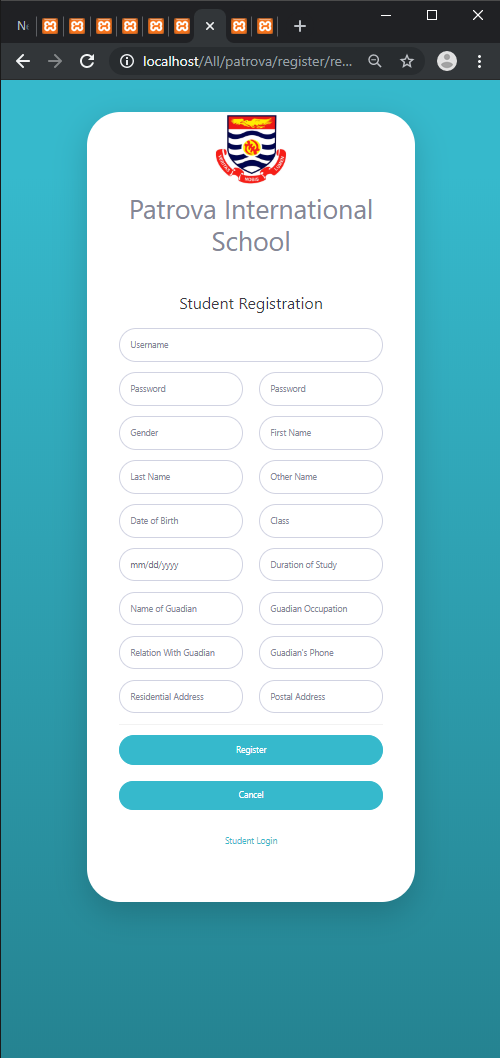 localhost/All/patrova/register/re...
Patrova International
School
Student Registration
Username
Password Password
Gender First Name
Last Name Other Name
Date of Birth Class
mm/dd/yyyy Duration of Study
Name of Guadian Guadian Occupation
Relation With Guadian Guadian's Phone
Residential Address Postal Address
Register
Cancel
Student Login